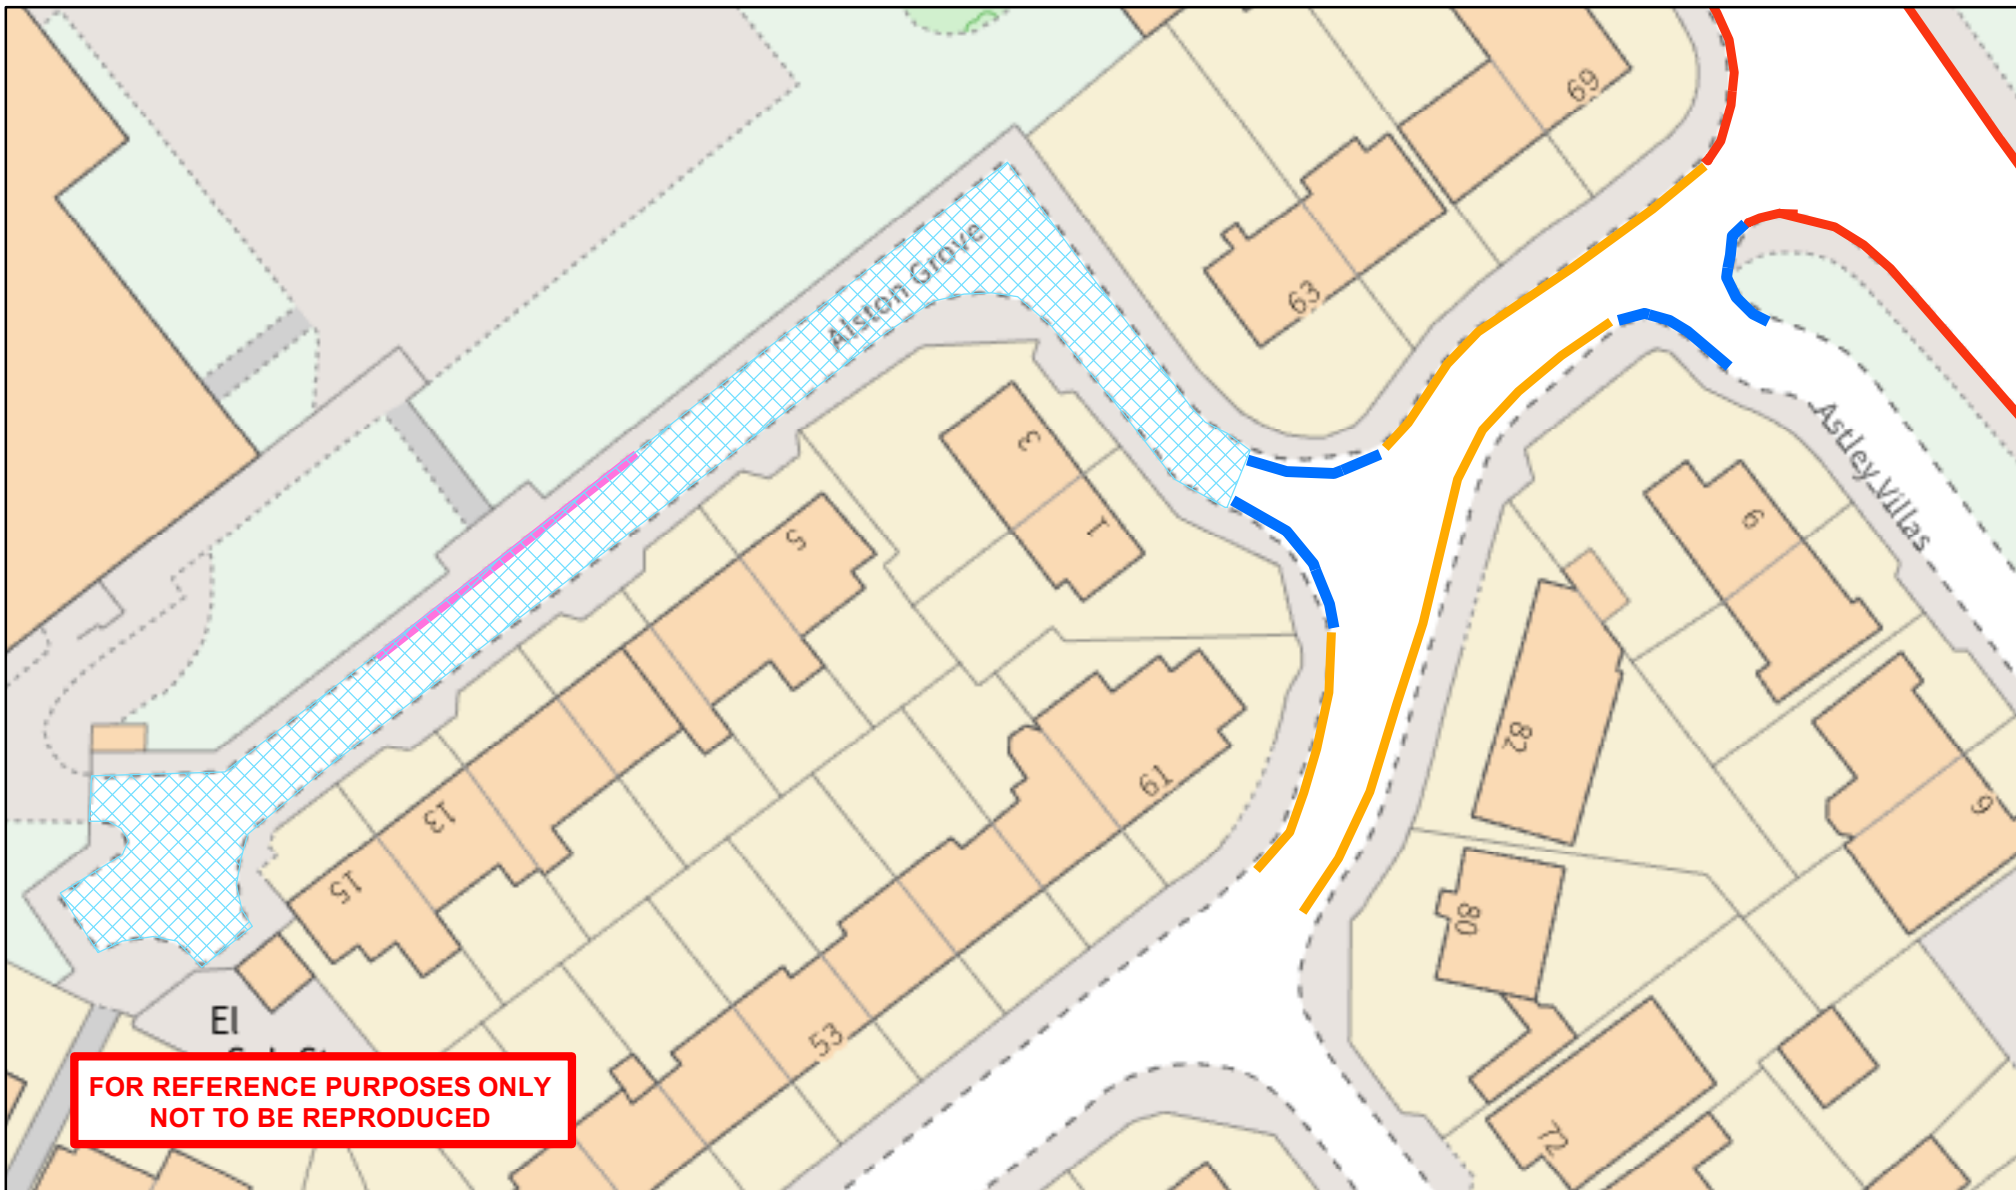 69
Alston Grove
63
3
1
Astley Villas
5
6
82
61
13
9
15
80
El
53
72
FOR REFERENCE PURPOSES ONLY
NOT TO BE REPRODUCED